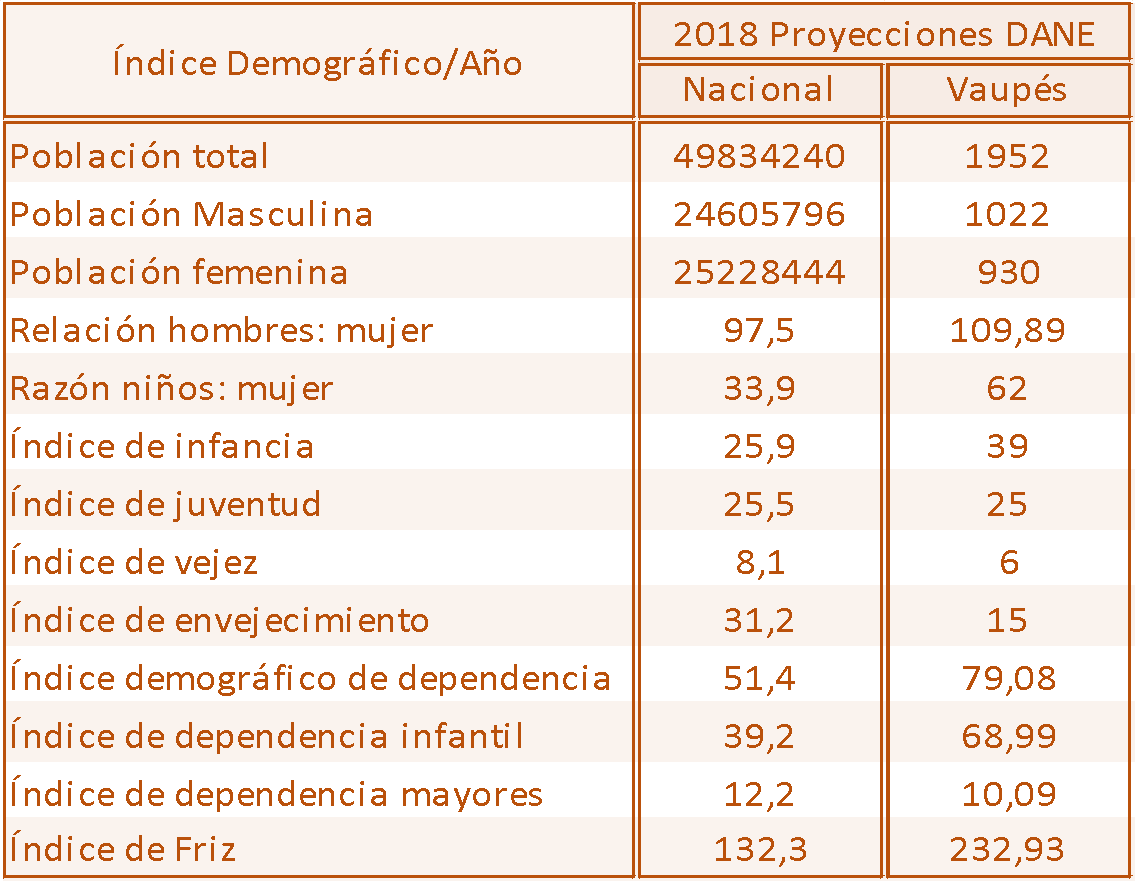 Índice Demográfico/Año
2018 Proyecciones DANE
Nacional Vaupés
Población total 49834240 1952
Población Masculina 24605796 1022
Población femenina 25228444 930
Relación hombres: mujer 97,5 109,89
Razón niños: mujer 33,9 62
Índice de infancia 25,9 39
Índice de juventud 25,5 25
Índice de vejez 8,1 6
Índice de envejecimiento 31,2 15
Índice demográfico de dependencia 51,4 79,08
Índice de dependencia infantil 39,2 68,99
Índice de dependencia mayores 12,2 10,09
Índice de Friz 132,3 232,93